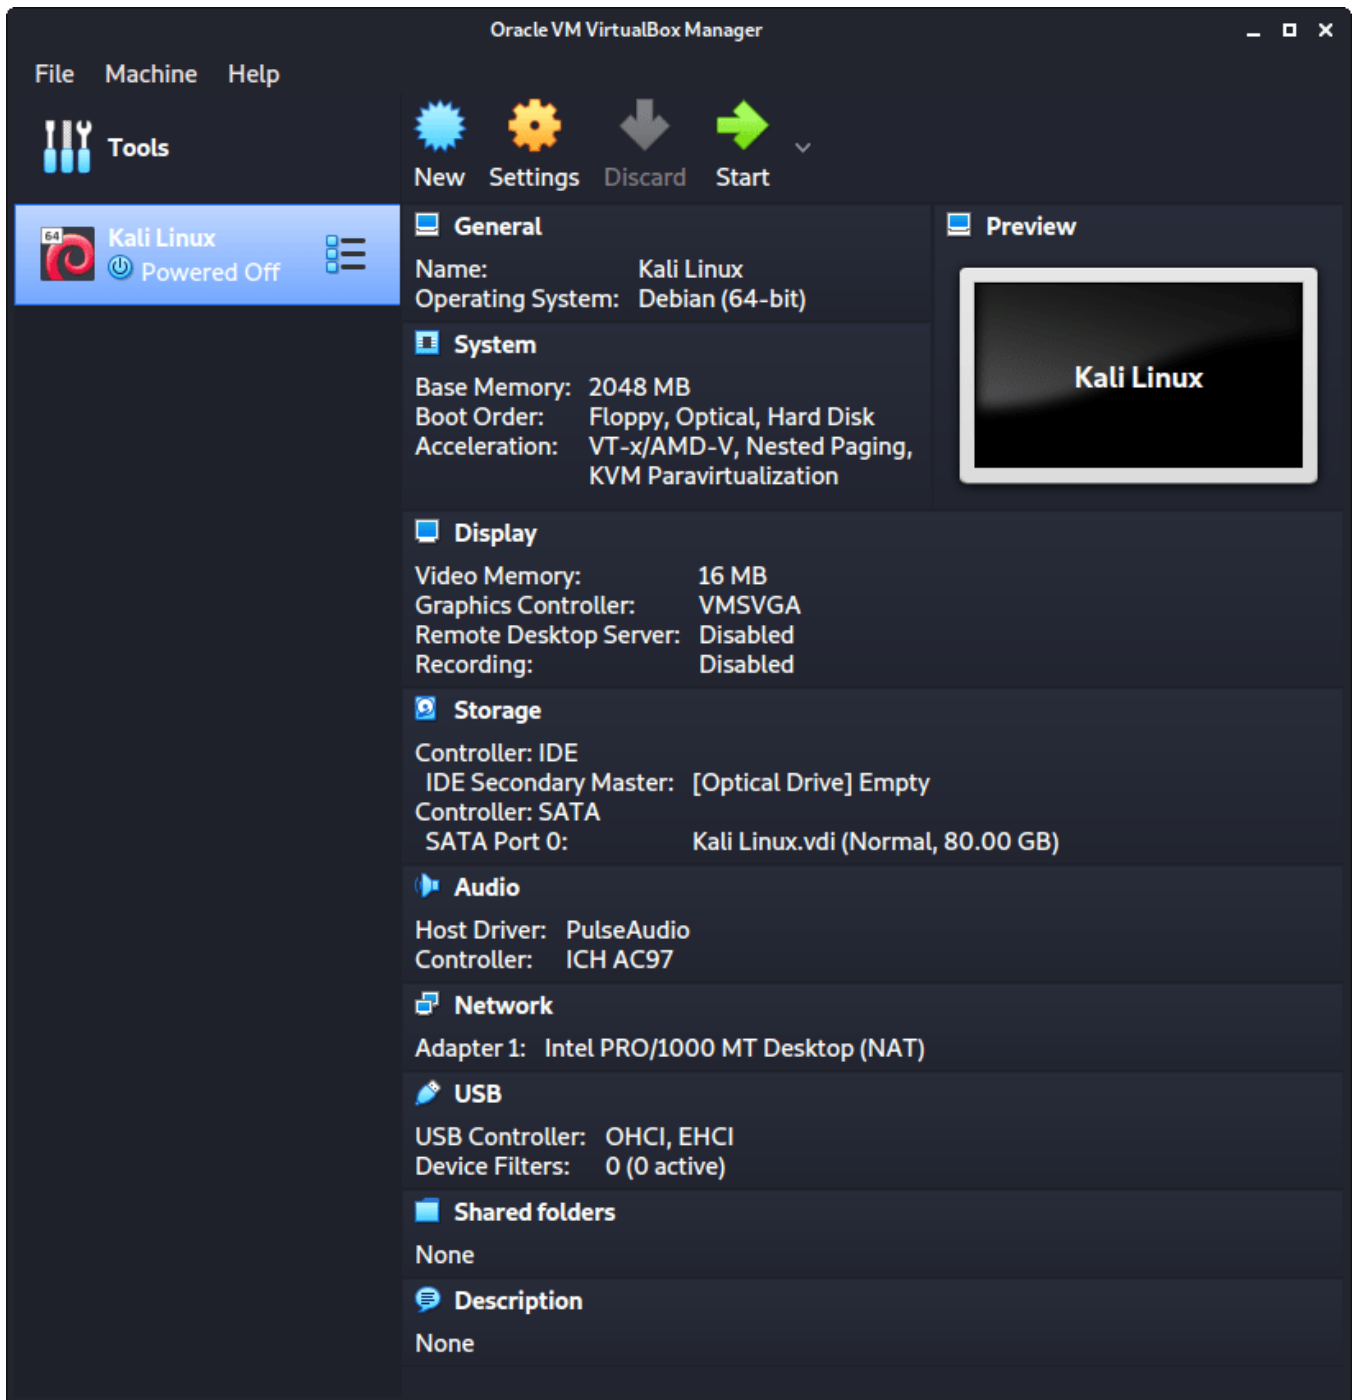 Oracle VM VirtualBox Manager
File Machine Help
Tools
New Settings Discard Start
64
Kali Linux
Powered Off
General
Name: Kali Linux
Operating System: Debian (64-bit)
Preview
Kali Linux
System
Base Memory: 2048 MB
Boot Order: Floppy, Optical, Hard Disk
Acceleration: VT-x/AMD-V, Nested Paging,
KVM Paravirtualization
Display
Video Memory: 16 MB
Graphics Controller: VMSVGA
Remote Desktop Server: Disabled
Recording: Disabled
Storage
Controller: IDE
IDE Secondary Master: [Optical Drive] Empty
Controller: SATA
SATA Port 0: Kali Linux.vdi (Normal, 80.00 GB)
Audio
Host Driver: PulseAudio
Controller: ICH AC97
Network
Adapter 1: Intel PRO/1000 MT Desktop (NAT)
USB
USB Controller: OHCI, EHCI
Device Filters: 0 (0 active)
Shared folders
None
Description
None